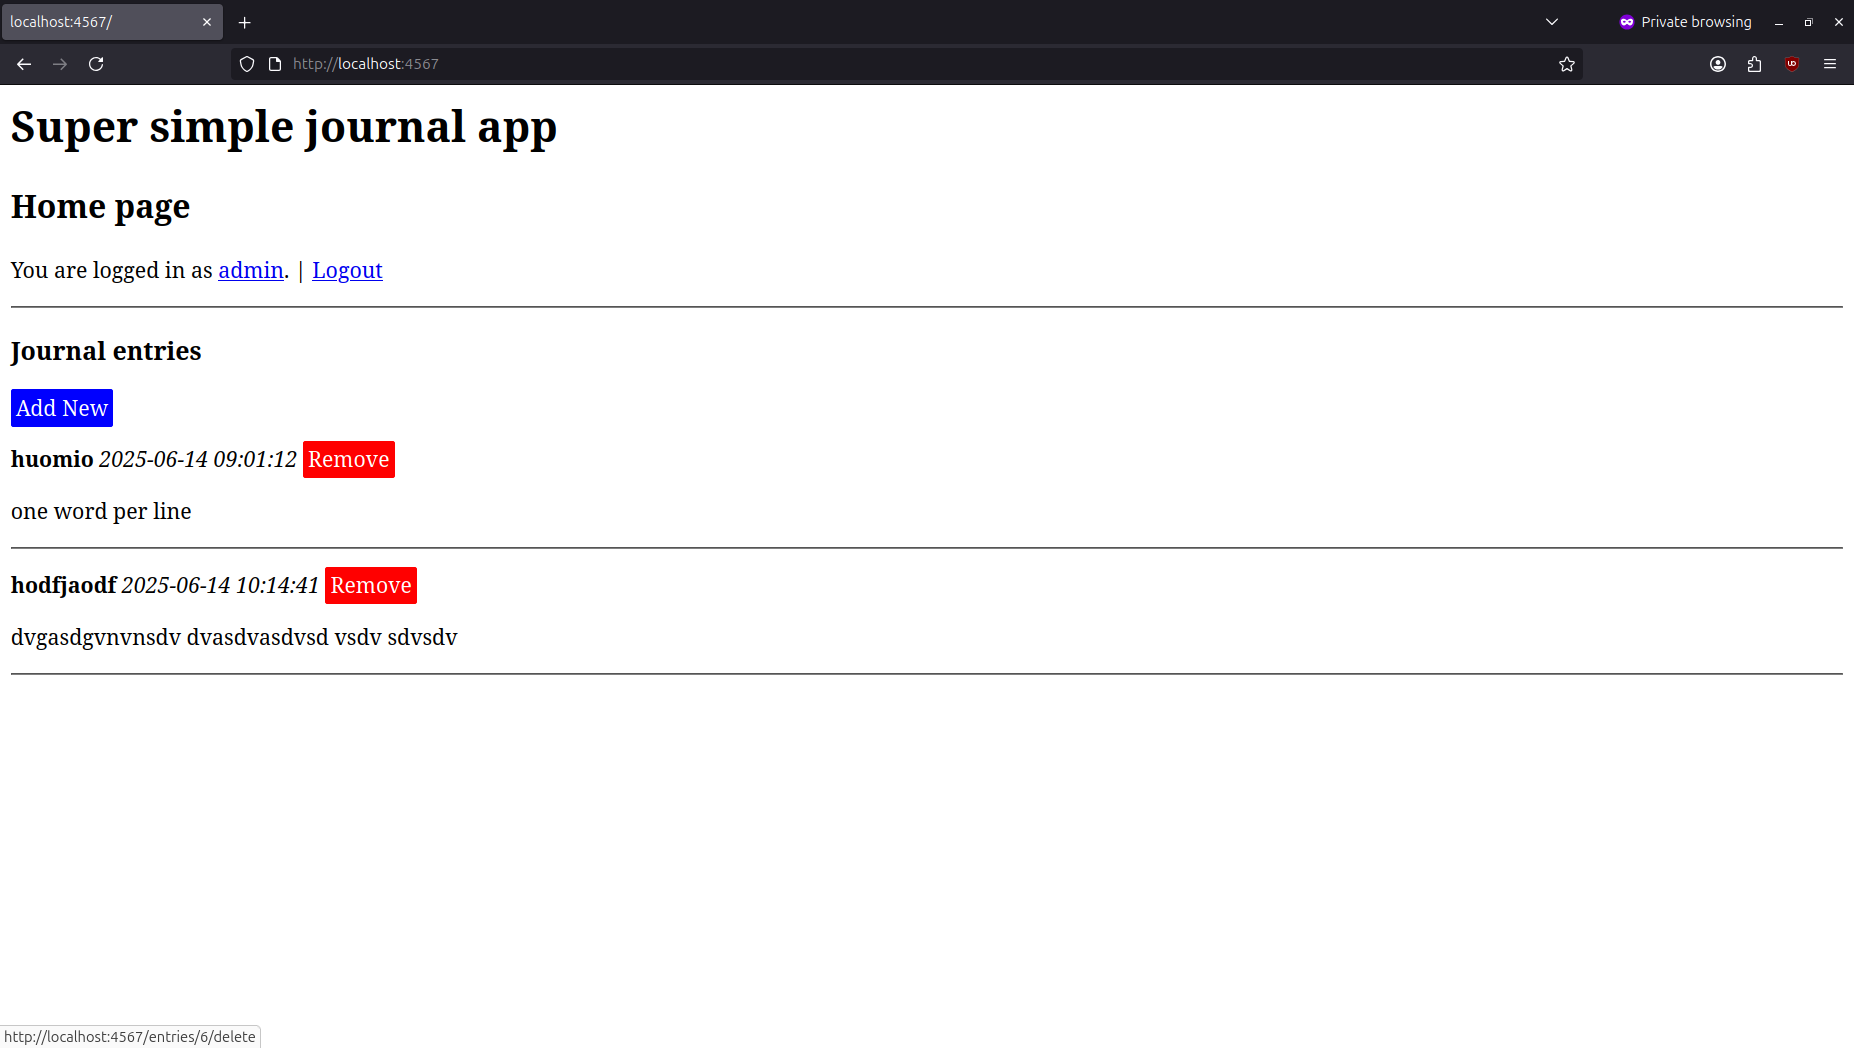 localhost:4567/
Private browsing
http://localhost:4567
Super simple journal app
Home page
You are logged in as admin. | Logout
Journal entries
Add New
huomio 2025-06-14 09:01:12 Remove
one word per line
hodfjaodf 2025-06-14 10:14:41 Remove
dvgasdgvnvnsdv dvasdvasdvsd vsdv sdvsdv
http://localhost:4567/entries/6/delete